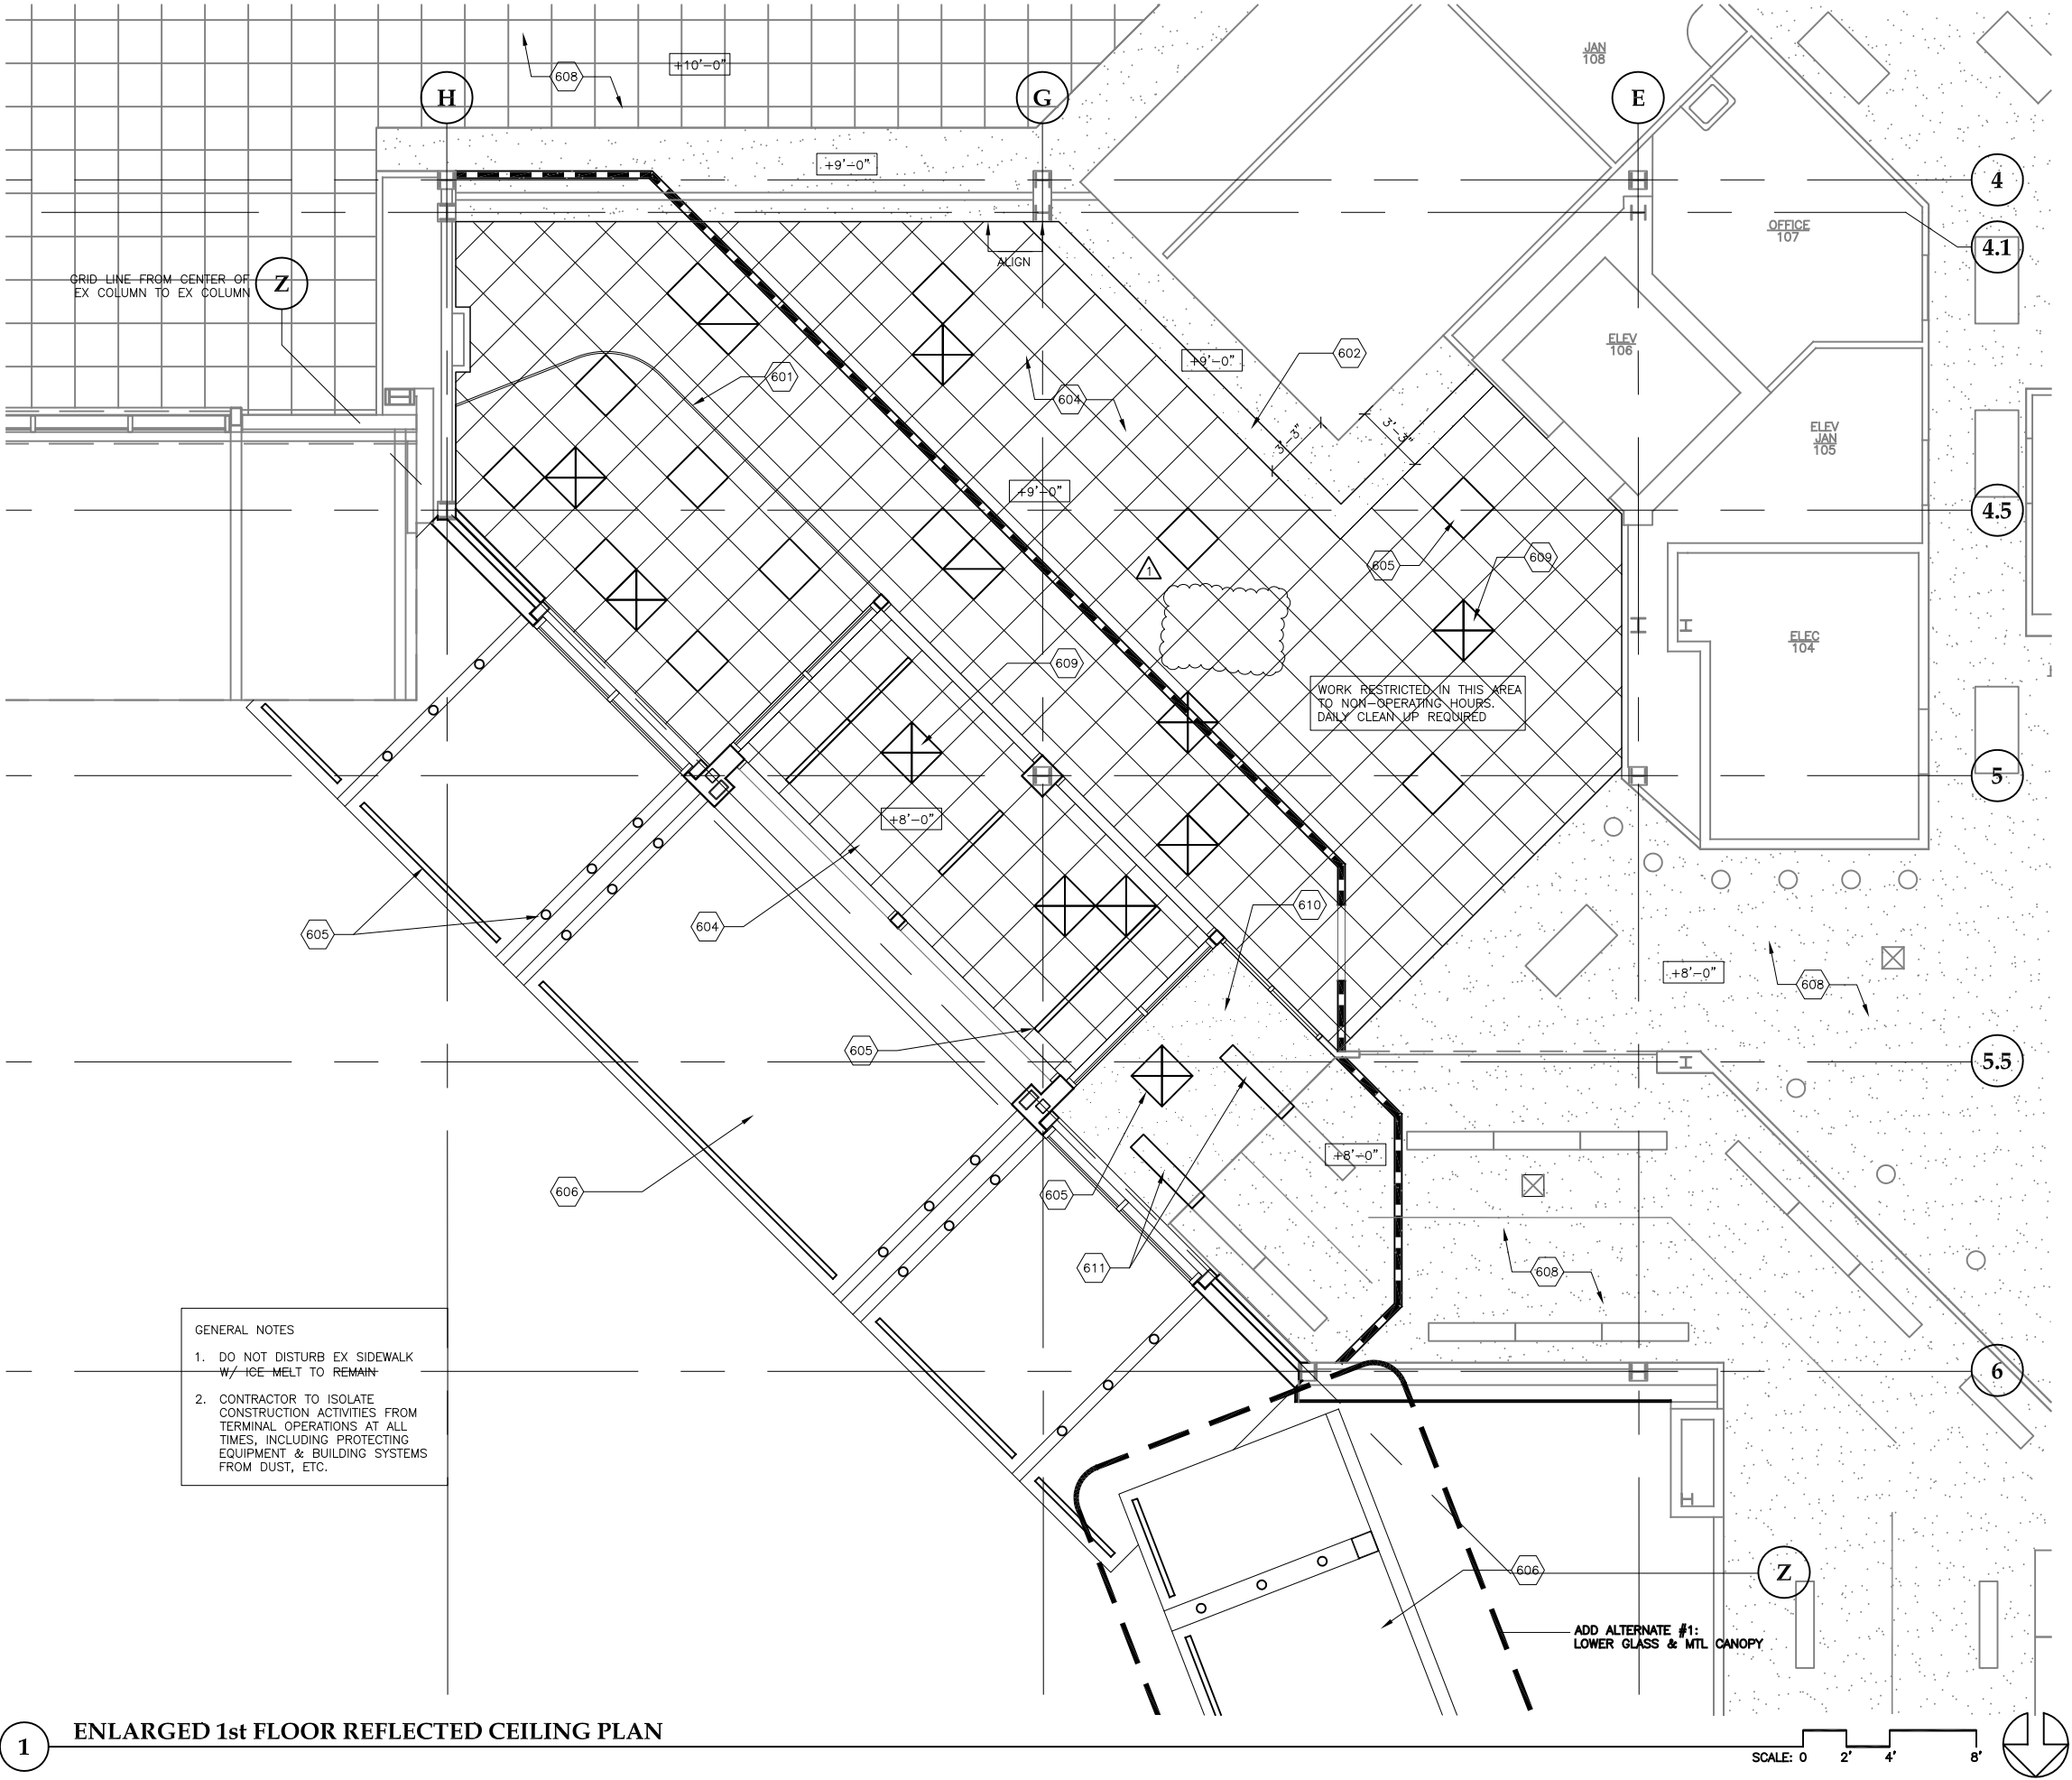 JAN
108
+10'-0"
608
H
G
E
+9'-0"
4
OFFICE
107
4.1
ALIGN
GRID LINE FROM CENTER OF
EX COLUMN TO EX COLUMN
Z
ELEV
106
+9'-0"
602
601
604
3'-3"
3'-3"
ELEV
JAN
105
+9'-0"
4.5
605
609
1
ELEC
104
609
WORK RESTRICTED IN THIS AREA
TO NON-OPERATING HOURS.
DAILY CLEAN UP REQUIRED
5
+8'-0"
605
604
610
+8'-0"
608
605
5.5
606
605
+8'-0"
611
608
GENERAL NOTES
1. DO NOT DISTURB EX SIDEWALK
W/ ICE MELT TO REMAIN
2. CONTRACTOR TO ISOLATE
CONSTRUCTION ACTIVITIES FROM
TERMINAL OPERATIONS AT ALL
TIMES, INCLUDING PROTECTING
EQUIPMENT & BUILDING SYSTEMS
FROM DUST, ETC.
6
606
Z
ADD ALTERNATE #1:
LOWER GLASS & MTL CANOPY
1
ENLARGED 1st FLOOR REFLECTED CEILING PLAN
SCALE: 0 2' 4' 8'